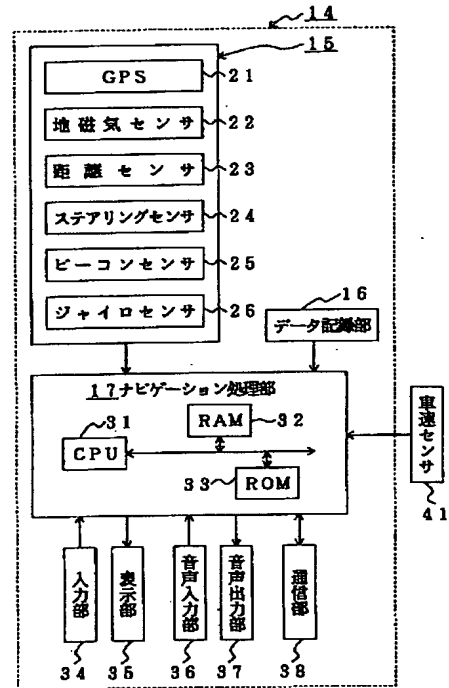 14
15
GPS 21
地磁気センサ 22
距離センサ 23
ステアリングセンサ 24
ビーコンセンサ 25
ジャイロセンサ 26
16
データ記録部
17ナビゲーション処理部
31
CPU
RAM 32
33 ROM
車速センサ
41
入力部
表示部
音声入力部
音声出力部
通信部
34 35 36 37 38